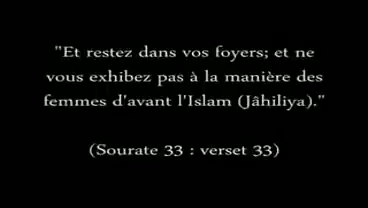 "Et restez dans vos foyers; et ne
vous exhibez pas à la manière des
femmes d'avant l'Islam (Jâhiliya)."
(Sourate 33 : verset 33)